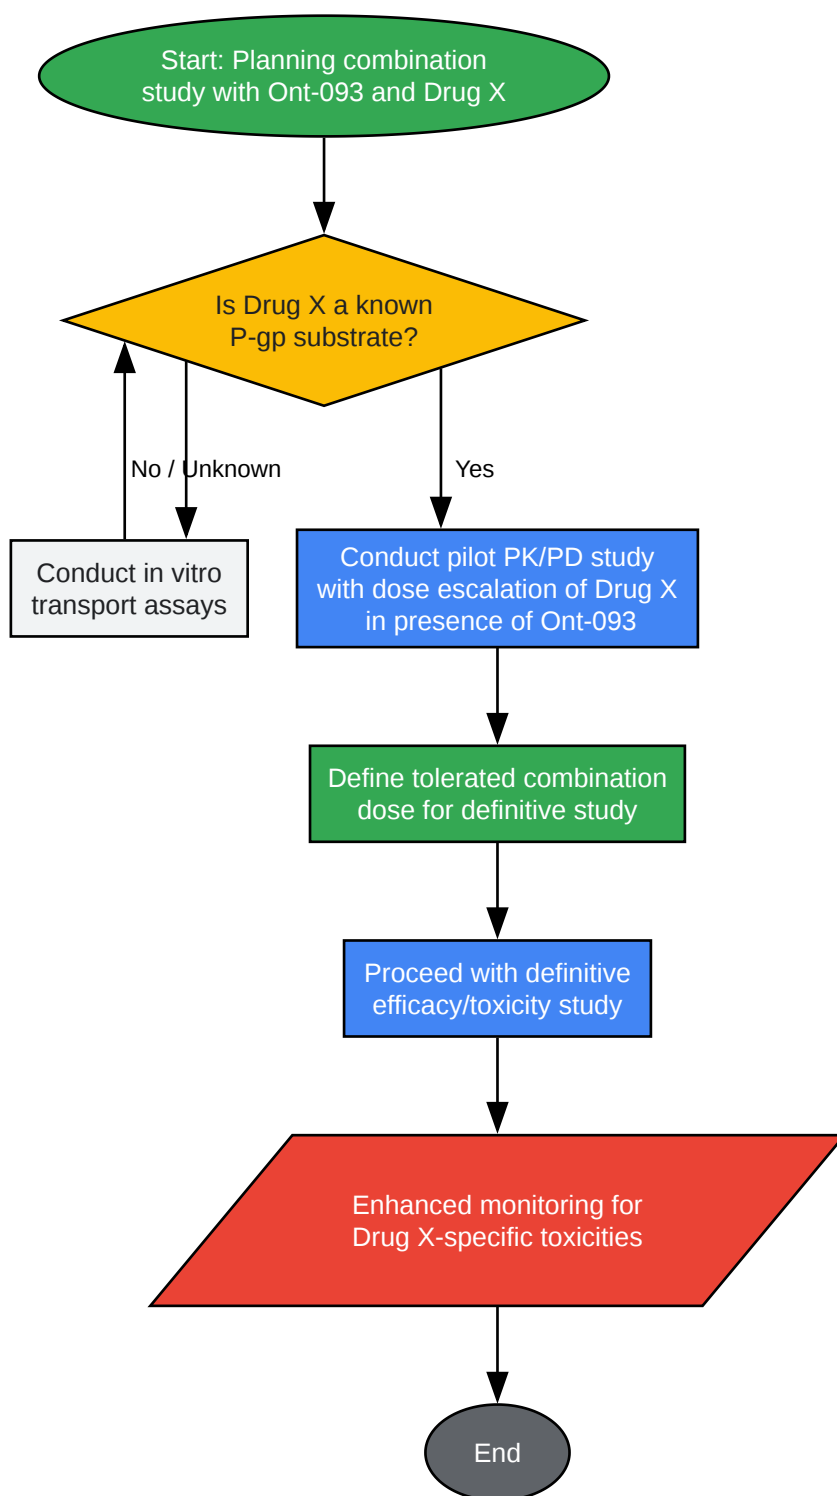 Start: Planning combination
study with Ont-093 and Drug X
Is Drug X a known
P-gp substrate?
No / Unknown
Yes
Conduct in vitro
transport assays
Conduct pilot PK/PD study
with dose escalation of Drug X
in presence of Ont-093
Define tolerated combination
dose for definitive study
Proceed with definitive
efficacy/toxicity study
Enhanced monitoring for
Drug X-specific toxicities
End